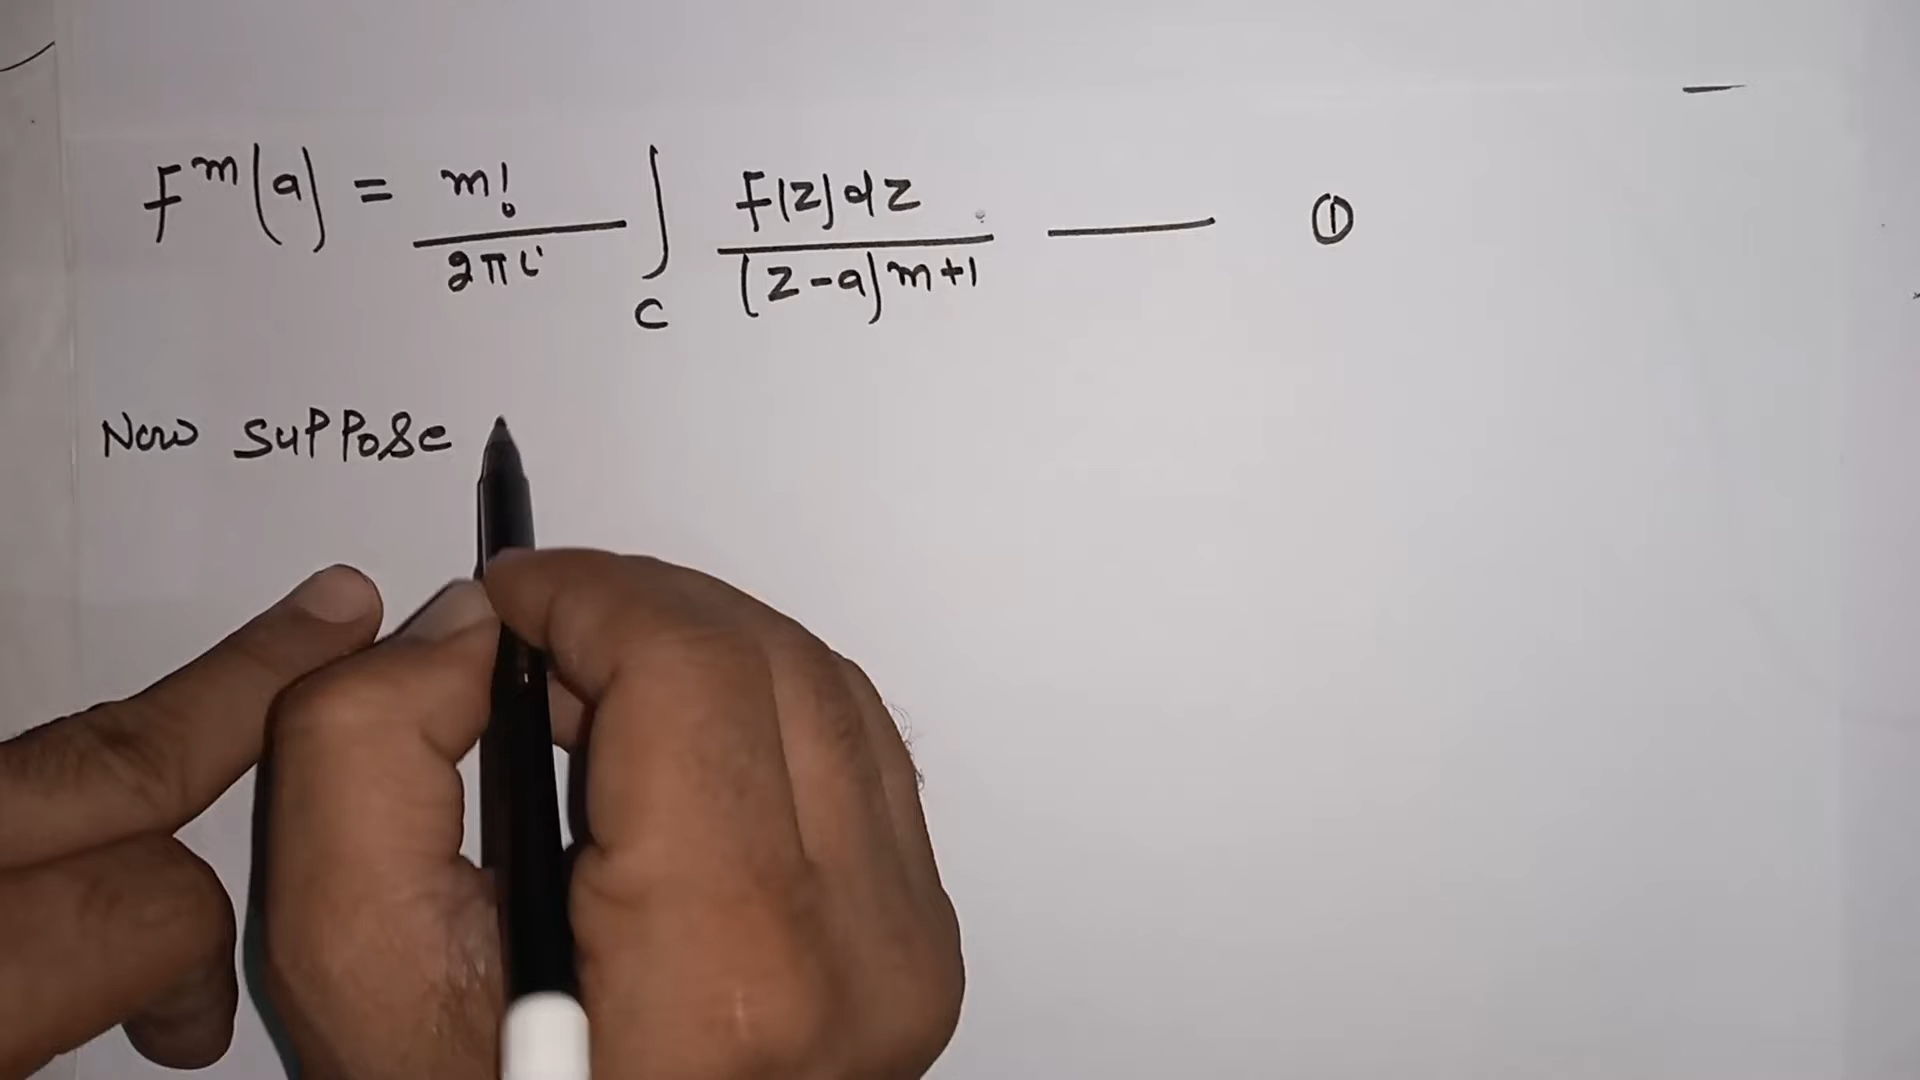 F^m(a) = m!/2πi ∫_C F(z)dz/(z-a)^m+1 —— ①
Now suppose